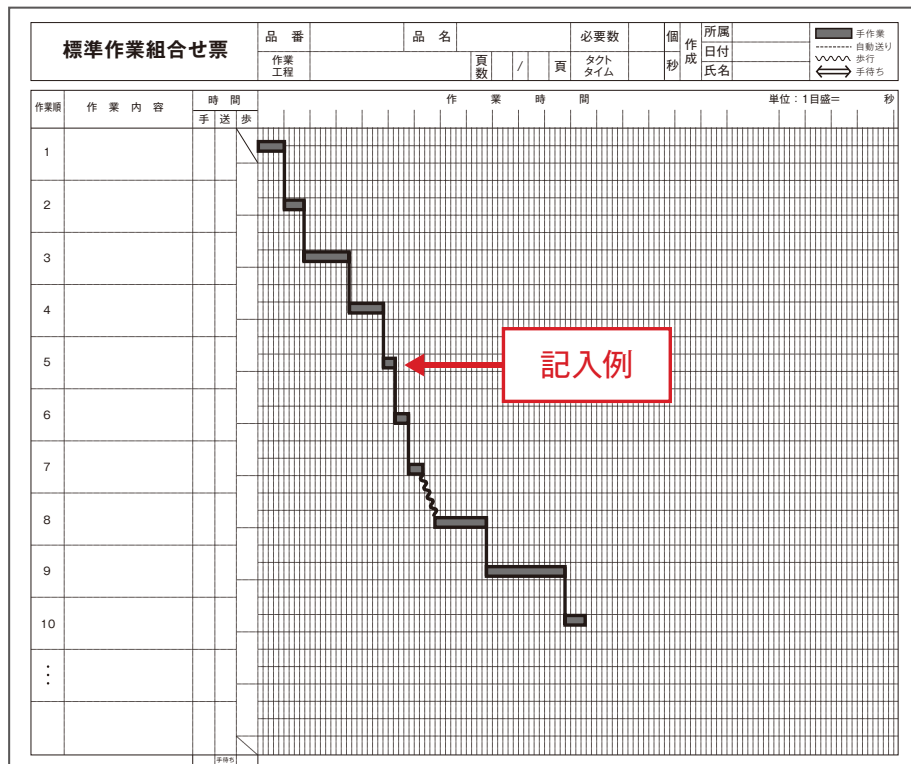 標準作業組合せ票
品 番
品 名
必要数
個
作成
所属
手作業
自動送り
作業工程
頁数
/
頁
タクトタイム
秒
日付
氏名
歩行
手待ち
作業順
作 業 内 容
時 間
手 送 歩
作 業 時 間
単位：1目盛＝ 秒
1
2
3
4
5
記入例
6
7
8
9
10
⋮
手待ち